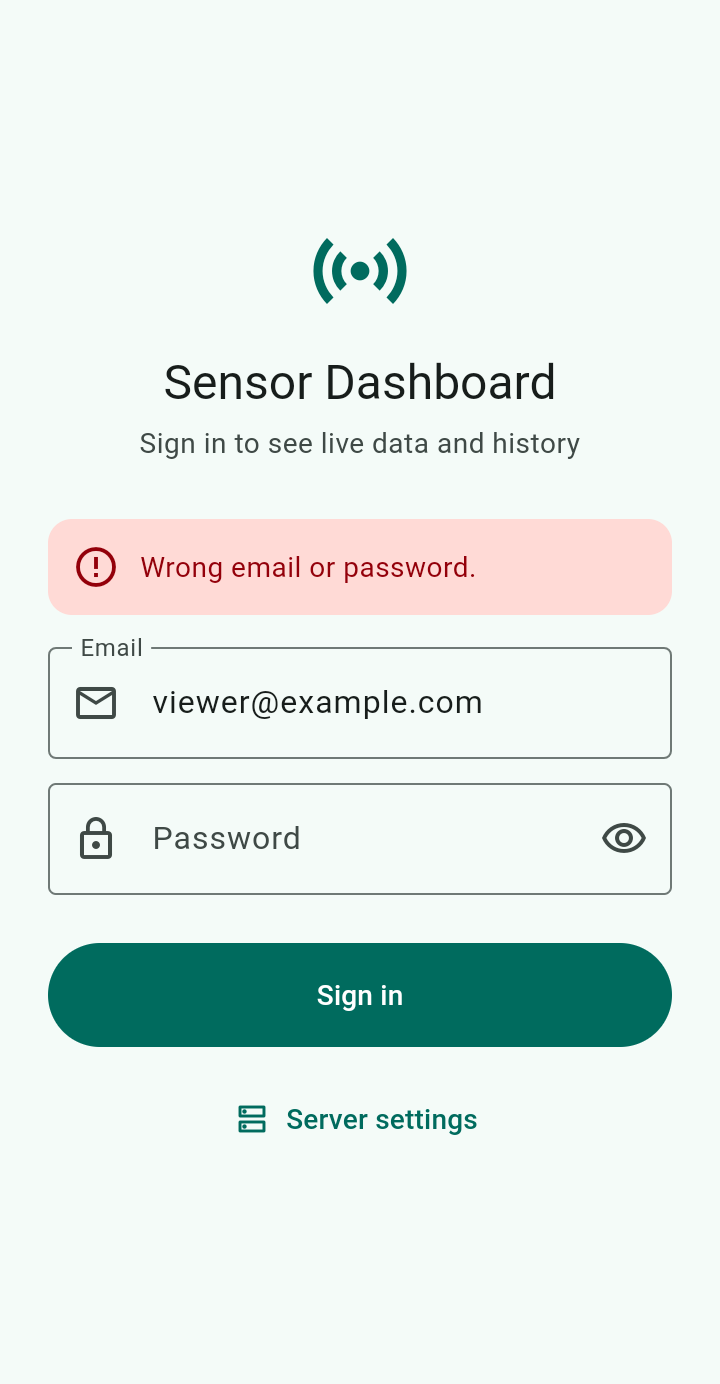 Sensor Dashboard
Sign in to see live data and history
Wrong email or password.
Email
viewer@example.com
Password
Sign in
Server settings